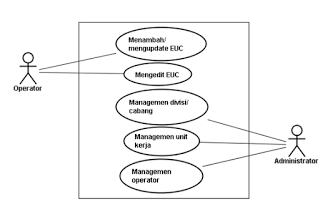 Menambah/
mengupdate EUC
Mengedit EUC
Operator
Managemen divisi/
cabang
Managemen unit
kerja
Administrator
Managemen
operator